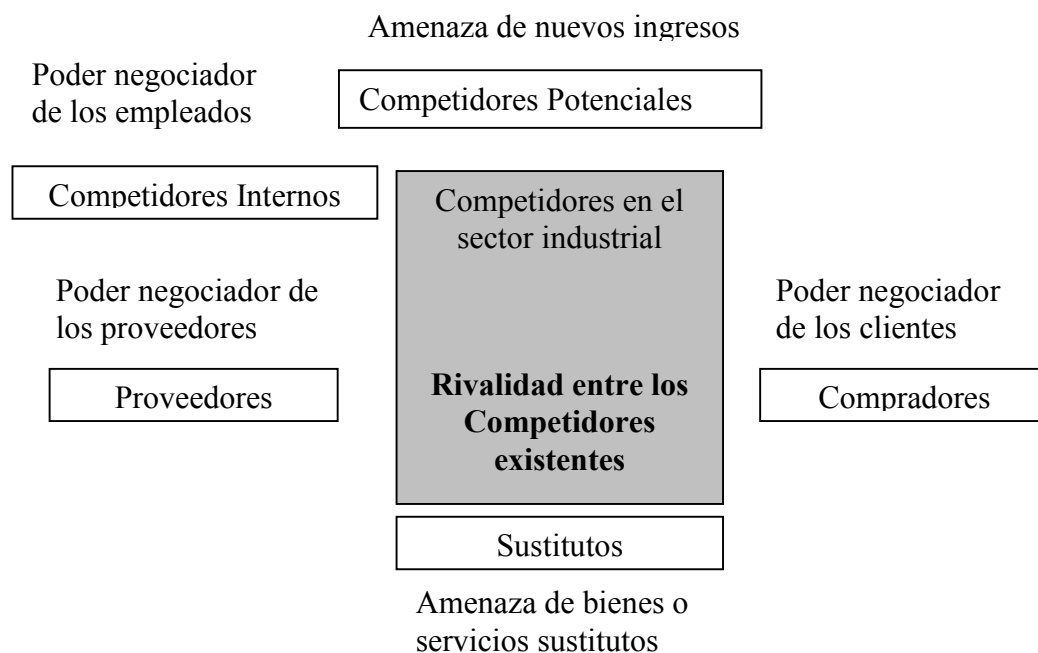 Amenaza de nuevos ingresos
Poder negociador
de los empleados
Competidores Potenciales
Competidores Internos
Competidores en el
sector industrial
Poder negociador de
los proveedores
Poder negociador
de los clientes
Proveedores
Rivalidad entre los
Competidores
existentes
Compradores
Sustitutos
Amenaza de bienes o
servicios sustitutos